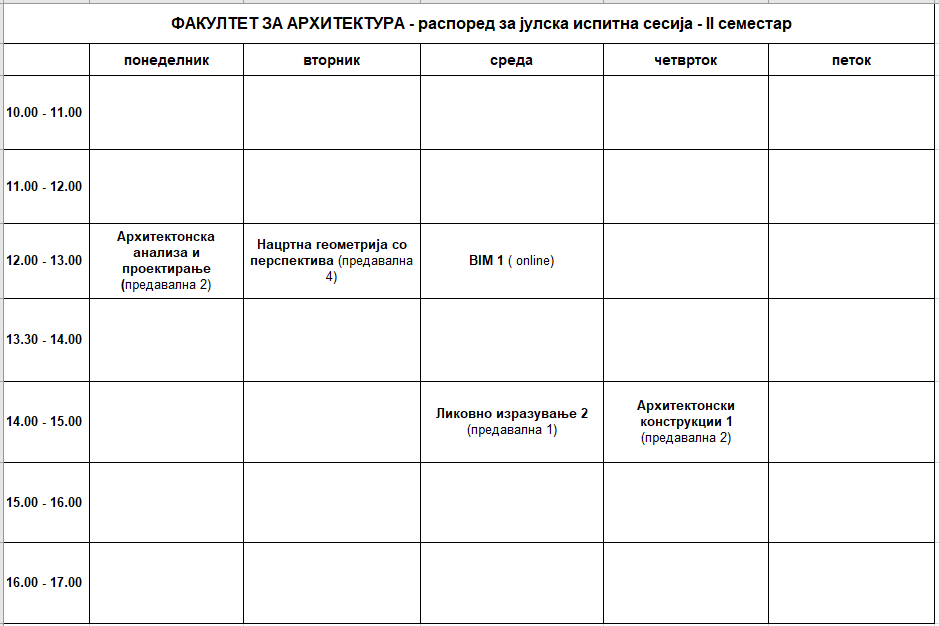 ФАКУЛТЕТ ЗА АРХИТЕКТУРА - распоред за јулска испитна сесија - II семестар
понеделник вторник среда четврток петок
10.00 - 11.00
11.00 - 12.00
12.00 - 13.00
Архитектонска
анализа и
проектирање
(предавална 2)
Нацртна геометрија со
перспектива (предавална
4)
BIM 1 ( online)
13.30 - 14.00
14.00 - 15.00
Ликовно изразување 2
(предавална 1)
Архитектонски
конструкции 1
(предавална 2)
15.00 - 16.00
16.00 - 17.00